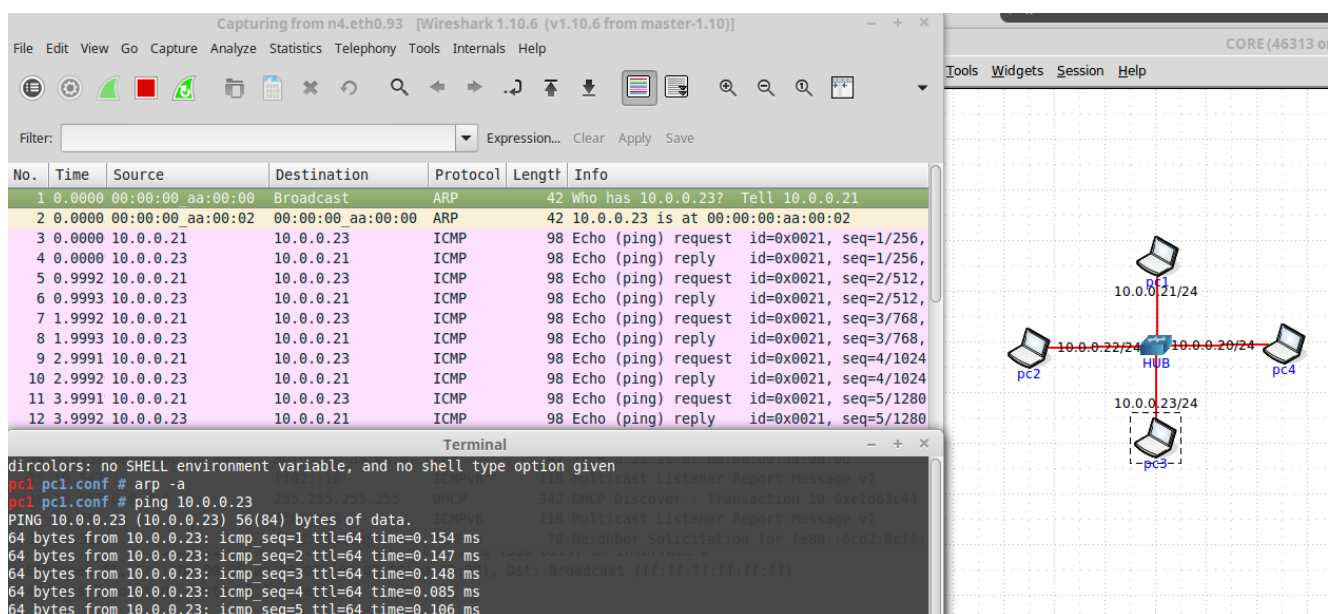 Capturing from n4.eth0.93 [Wireshark 1.10.6 (v1.10.6 from master-1.10)]
File Edit View Go Capture Analyze Statistics Telephony Tools Internals Help
Filter: Expression... Clear Apply Save
No. Time Source Destination Protocol Length Info
1 0.0000 00:00:00_aa:00:00 Broadcast ARP 42 Who has 10.0.0.23? Tell 10.0.0.21
2 0.0000 00:00:00_aa:00:02 00:00:00_aa:00:00 ARP 42 10.0.0.23 is at 00:00:00:aa:00:02
3 0.0000 10.0.0.21 10.0.0.23 ICMP 98 Echo (ping) request id=0x0021, seq=1/256,
4 0.0000 10.0.0.23 10.0.0.21 ICMP 98 Echo (ping) reply id=0x0021, seq=1/256,
5 0.9992 10.0.0.21 10.0.0.23 ICMP 98 Echo (ping) request id=0x0021, seq=2/512,
6 0.9993 10.0.0.23 10.0.0.21 ICMP 98 Echo (ping) reply id=0x0021, seq=2/512,
7 1.9992 10.0.0.21 10.0.0.23 ICMP 98 Echo (ping) request id=0x0021, seq=3/768,
8 1.9993 10.0.0.23 10.0.0.21 ICMP 98 Echo (ping) reply id=0x0021, seq=3/768,
9 2.9991 10.0.0.21 10.0.0.23 ICMP 98 Echo (ping) request id=0x0021, seq=4/1024
10 2.9992 10.0.0.23 10.0.0.21 ICMP 98 Echo (ping) reply id=0x0021, seq=4/1024
11 3.9991 10.0.0.21 10.0.0.23 ICMP 98 Echo (ping) request id=0x0021, seq=5/1280
12 3.9992 10.0.0.23 10.0.0.21 ICMP 98 Echo (ping) reply id=0x0021, seq=5/1280
Terminal
dircolors: no SHELL environment variable, and no shell type option given
pc1 pc1.conf # arp -a
pc1 pc1.conf # ping 10.0.0.23
PING 10.0.0.23 (10.0.0.23) 56(84) bytes of data.
64 bytes from 10.0.0.23: icmp_seq=1 ttl=64 time=0.154 ms
64 bytes from 10.0.0.23: icmp_seq=2 ttl=64 time=0.147 ms
64 bytes from 10.0.0.23: icmp_seq=3 ttl=64 time=0.148 ms
64 bytes from 10.0.0.23: icmp_seq=4 ttl=64 time=0.085 ms
64 bytes from 10.0.0.23: icmp_seq=5 ttl=64 time=0.106 ms
CORE (46313 o
Tools Widgets Session Help
pc1
10.0.0.21/24
10.0.0.22/24
10.0.0.20/24
HUB
pc2
pc4
10.0.0.23/24
pc3